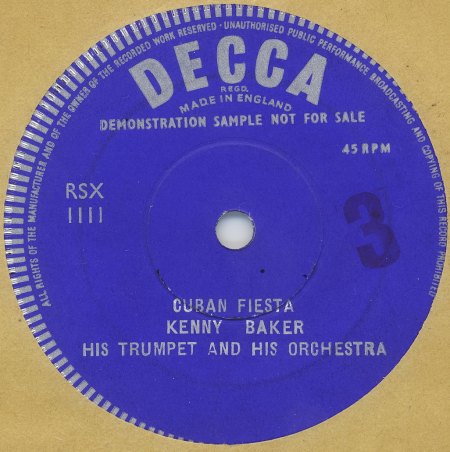 ALL RIGHTS OF THE MANUFACTURER AND OF THE OWNER OF THE RECORDED WORK RESERVED · UNAUTHORISED PUBLIC PERFORMANCE BROADCASTING AND COPYING OF THIS RECORD PROHIBITED
DECCA
REGD.
MADE IN ENGLAND
DEMONSTRATION SAMPLE NOT FOR SALE
45 RPM
RSX
1111
3
CUBAN FIESTA
KENNY BAKER
HIS TRUMPET AND HIS ORCHESTRA